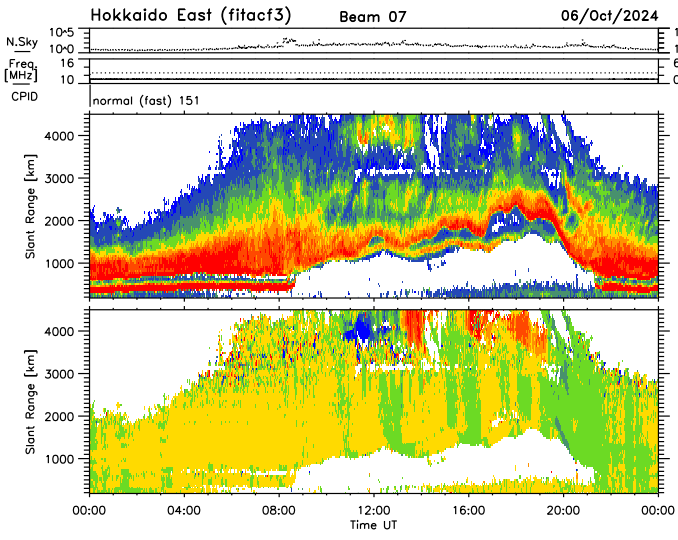 Hokkaido East (fitacf3) Beam 07 06/Oct/2024
N.Sky 10^5 10^0 1 1
Freq. [MHz] 16 10 6 0
CPID normal (fast) 151
Slant Range [km] 4000 3000 2000 1000
Slant Range [km] 4000 3000 2000 1000
00:00 04:00 08:00 12:00 16:00 20:00 00:00
Time UT